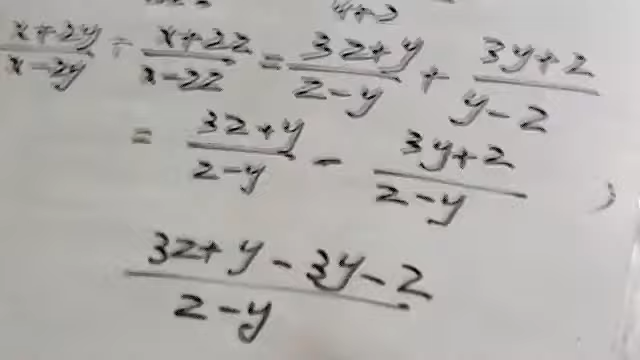 y+z
(x+2y)/(x-2y) + (x+2z)/(x-2z) = (3z+y)/(z-y) + (3y+z)/(y-z)
= (3z+y)/(z-y) - (3y+z)/(z-y) ,
(3z+y-3y-z)/(z-y)